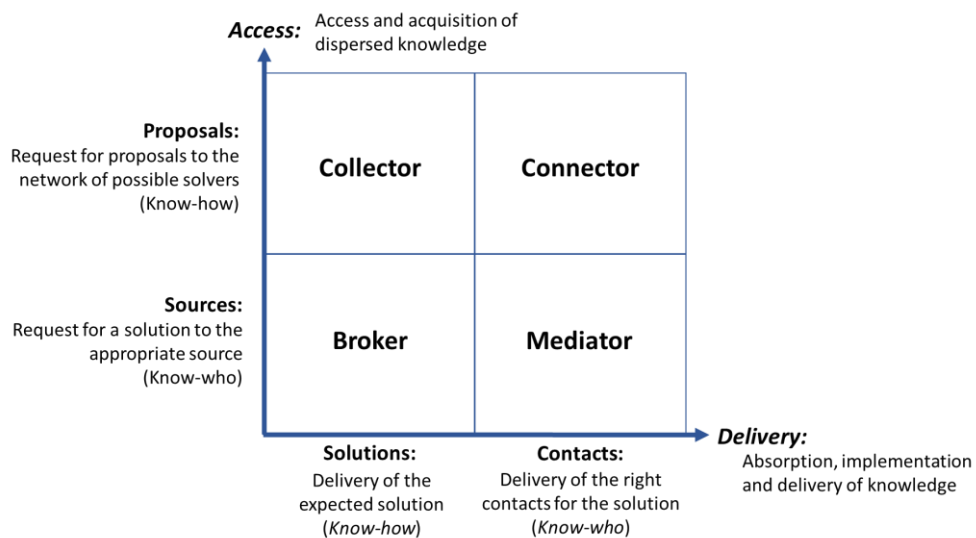 Access: Access and acquisition of
dispersed knowledge
Proposals:
Request for proposals to the
network of possible solvers
(Know-how)
Collector
Connector
Sources:
Request for a solution to the
appropriate source
(Know-who)
Broker
Mediator
Delivery:
Absorption, implementation
and delivery of knowledge
Solutions:
Delivery of the
expected solution
(Know-how)
Contacts:
Delivery of the right
contacts for the solution
(Know-who)